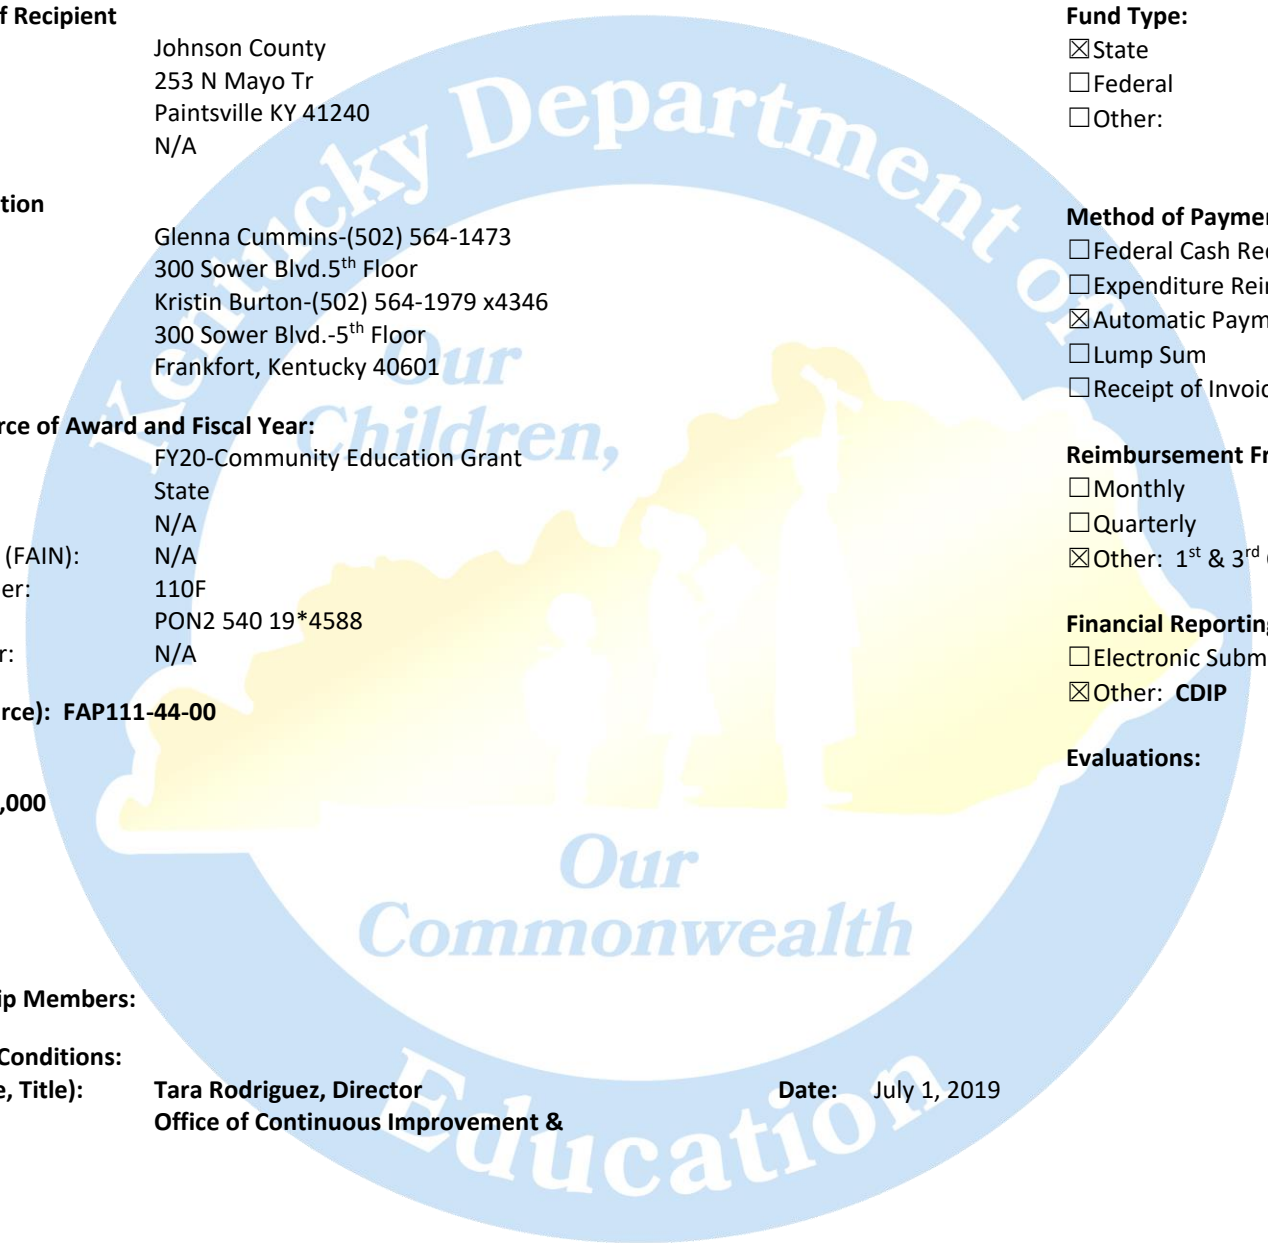 f Recipient
Johnson County
253 N Mayo Tr
Paintsville KY 41240
N/A
tion
Glenna Cummins-(502) 564-1473
300 Sower Blvd.5th Floor
Kristin Burton-(502) 564-1979 x4346
300 Sower Blvd.-5th Floor
Frankfort, Kentucky 40601
rce of Award and Fiscal Year:
FY20-Community Education Grant
State
N/A
(FAIN): N/A
er: 110F
PON2 540 19*4588
r: N/A
rce): FAP111-44-00
,000
ip Members:
Conditions:
e, Title): Tara Rodriguez, Director Date: July 1, 2019
Office of Continuous Improvement &
Fund Type:
☒State
☐Federal
☐Other:
Method of Payme
☐Federal Cash Re
☐Expenditure Rei
☒Automatic Paym
☐Lump Sum
☐Receipt of Invoi
Reimbursement Fr
☐Monthly
☐Quarterly
☒Other: 1st & 3rd
Financial Reportin
☐Electronic Subm
☒Other: CDIP
Evaluations:
Kentucky Department of
Education
Our
Children,
Our
Commonwealth